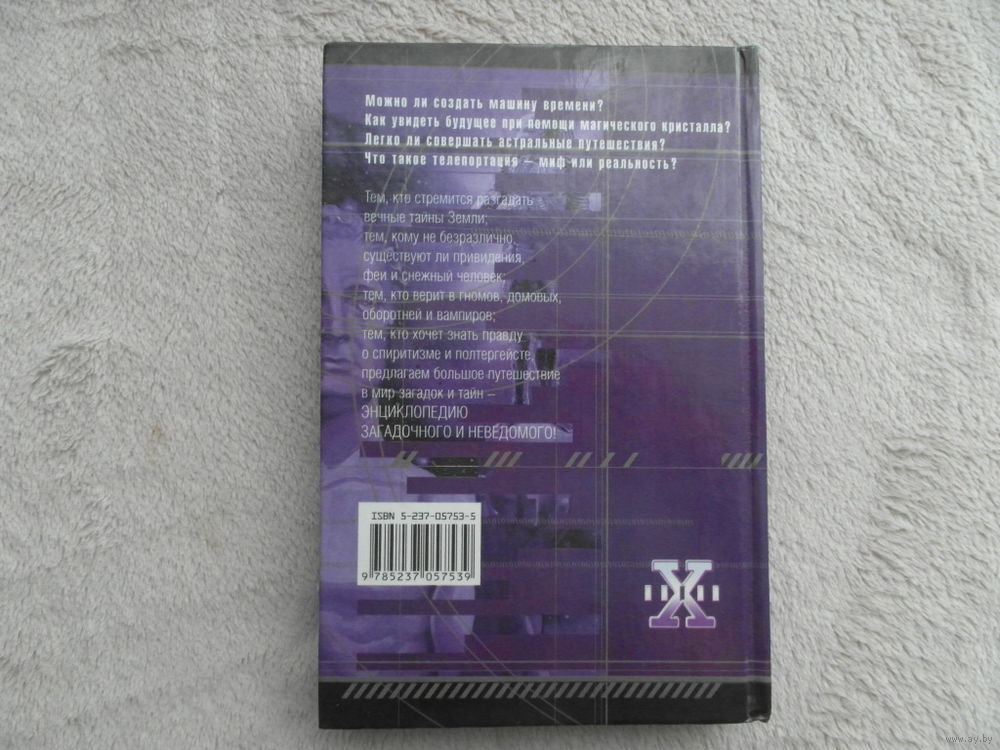 Можно ли создать машину времени?
Как увидеть будущее при помощи магического кристалла?
Легко ли совершать астральные путешествия?
Что такое телепортация – миф или реальность?
Тем, кто стремится разгадать
вечные тайны Земли;
тем, кому не безразлично,
существуют ли привидения,
феи и снежный человек;
тем, кто верит в гномов, домовых,
оборотней и вампиров;
тем, кто хочет знать правду
о спиритизме и полтергейсте,
предлагаем большое путешествие
в мир загадок и тайн –
ЭНЦИКЛОПЕДИЮ
ЗАГАДОЧНОГО И НЕВЕДОМОГО!
ISBN 5-237-05753-5
9 785237 057539
X
www.ay.by